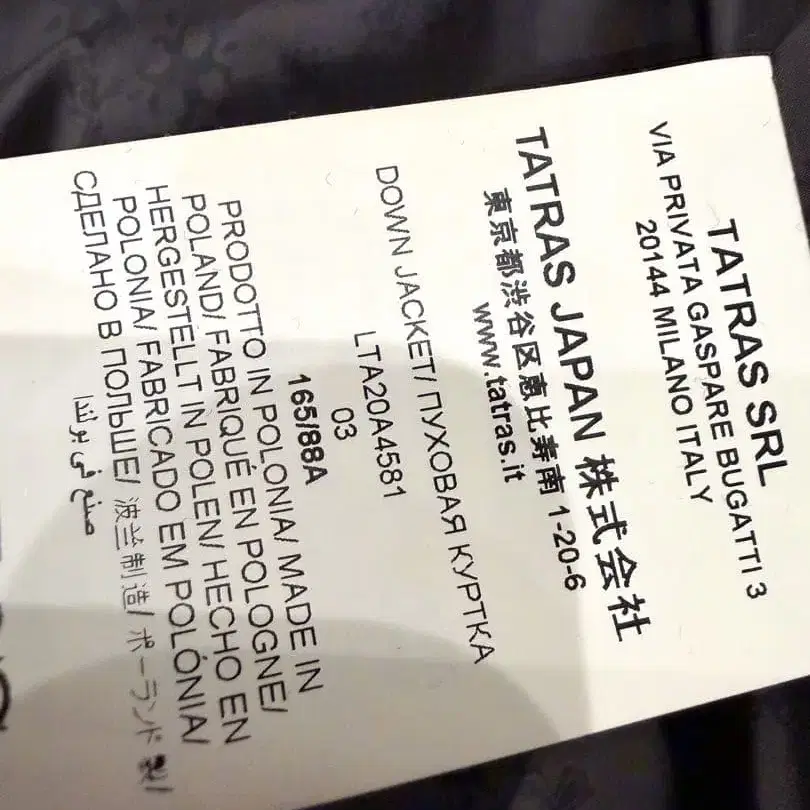 TATRAS SRL
VIA PRIVATA GASPARE BUGATTI 3
20144 MILANO ITALY
TATRAS JAPAN 株式会社
東京都渋谷区恵比寿南 1-20-6
www.tatras.it
DOWN JACKET/ ПУХОВАЯ КУРТКА
LTA20A4581
03
165/88A
PRODOTTO IN POLONIA/ MADE IN
POLAND/ FABRIQUÉ EN POLOGNE/
HERGESTELLT IN POLEN/ HECHO EN
POLONIA/ FABRICADO EM POLÓNIA/
СДЕЛАНО В ПОЛЬШЕ/ 波兰制造/ ポーランド製/
صنع في بولندا